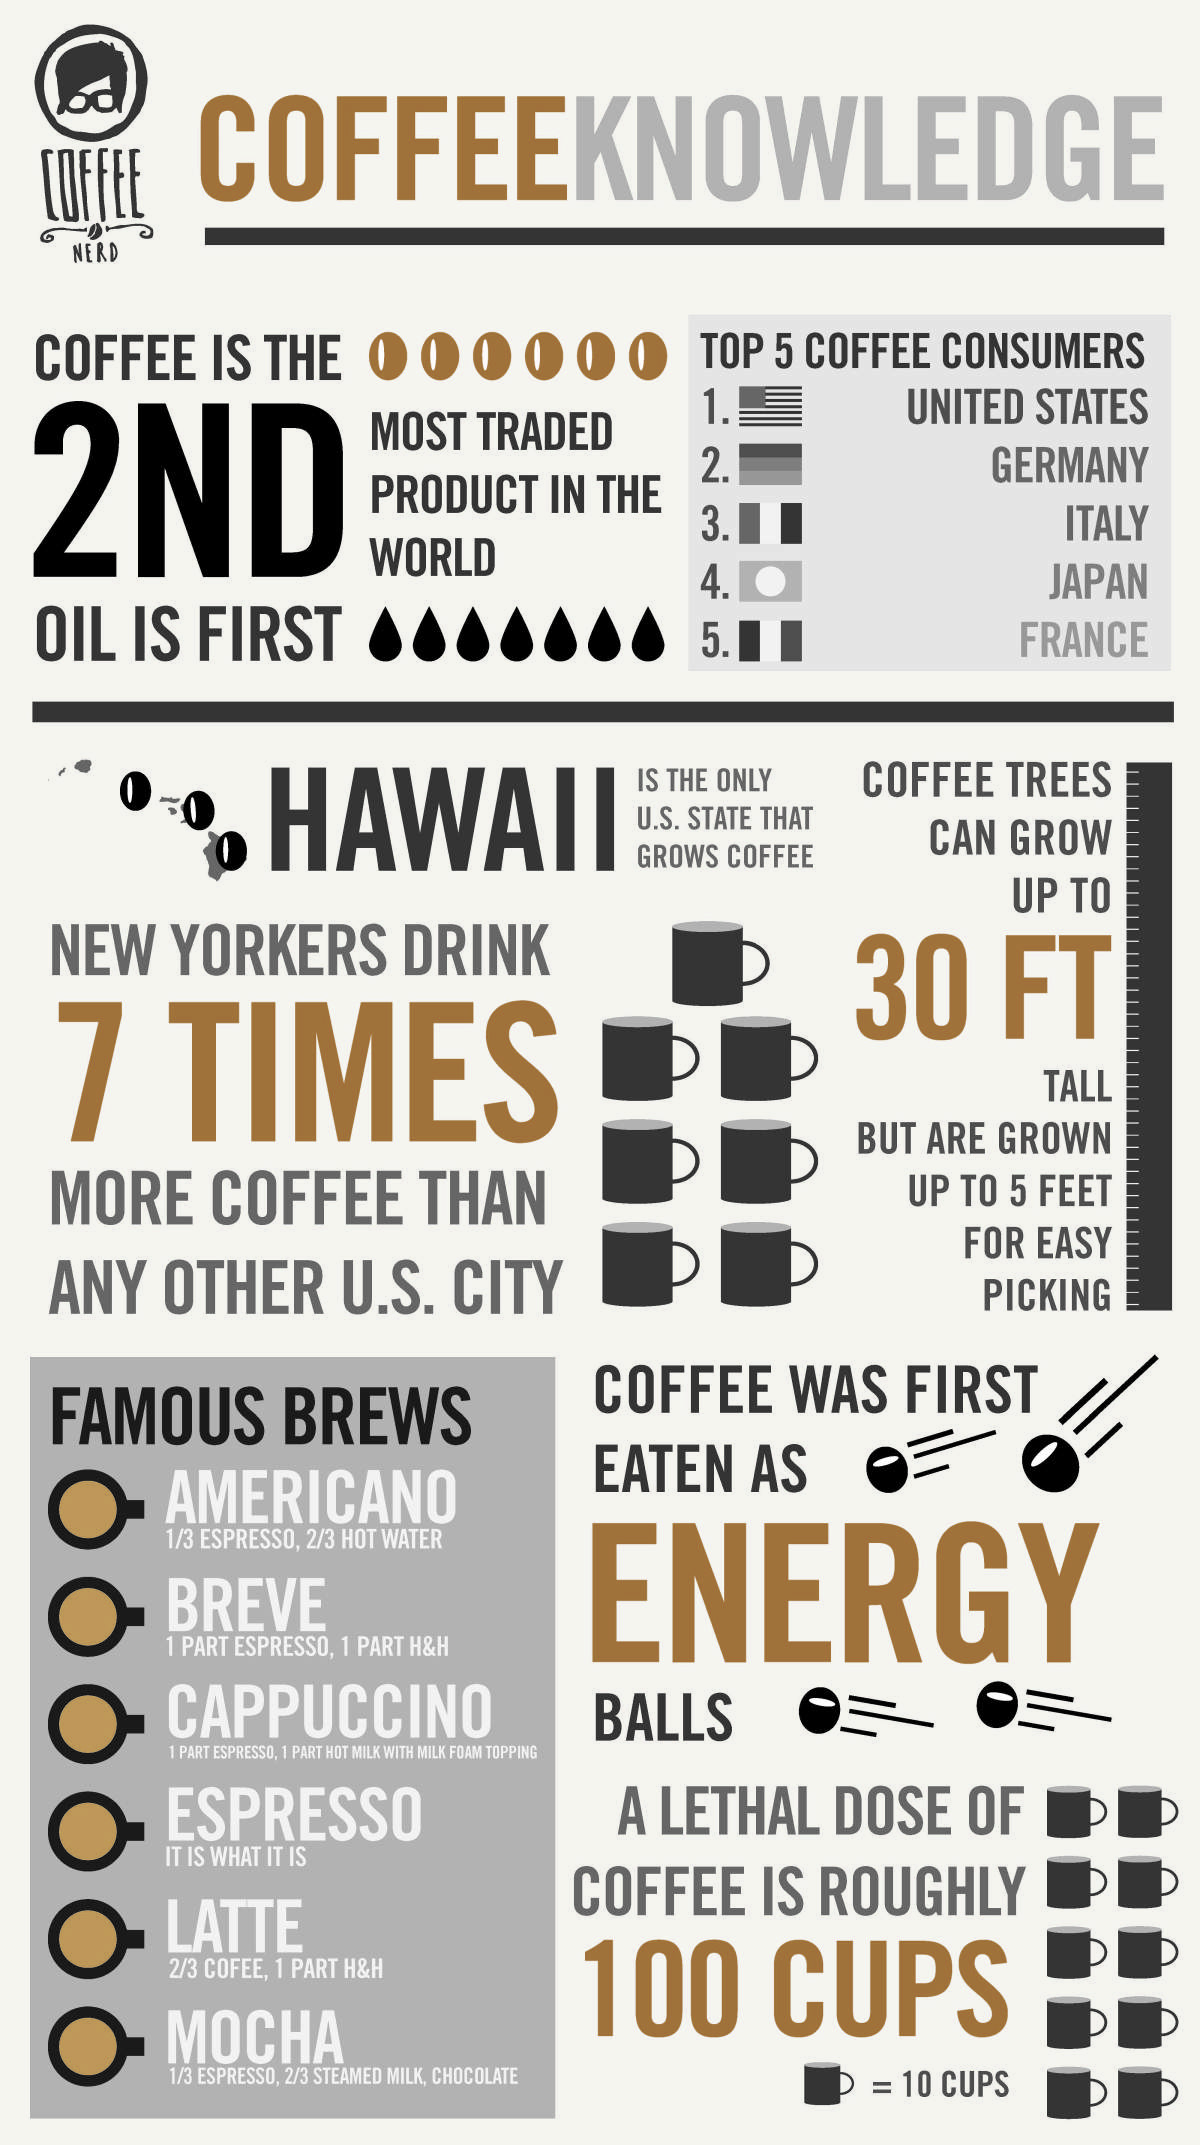 COFFEE
NERD
COFFEEKNOWLEDGE
COFFEE IS THE
2ND
MOST TRADED
PRODUCT IN THE
WORLD
OIL IS FIRST
TOP 5 COFFEE CONSUMERS
1. UNITED STATES
2. GERMANY
3. ITALY
4. JAPAN
5. FRANCE
HAWAII
IS THE ONLY
U.S. STATE THAT
GROWS COFFEE
NEW YORKERS DRINK
7 TIMES
MORE COFFEE THAN
ANY OTHER U.S. CITY
COFFEE TREES
CAN GROW
UP TO
30 FT
TALL
BUT ARE GROWN
UP TO 5 FEET
FOR EASY
PICKING
FAMOUS BREWS
AMERICANO
1/3 ESPRESSO, 2/3 HOT WATER
BREVE
1 PART ESPRESSO, 1 PART H&H
CAPPUCCINO
1 PART ESPRESSO, 1 PART HOT MILK WITH MILK FOAM TOPPING
ESPRESSO
IT IS WHAT IT IS
LATTE
2/3 COFEE, 1 PART H&H
MOCHA
1/3 ESPRESSO, 2/3 STEAMED MILK, CHOCOLATE
COFFEE WAS FIRST
EATEN AS
ENERGY
BALLS
A LETHAL DOSE OF
COFFEE IS ROUGHLY
100 CUPS
= 10 CUPS